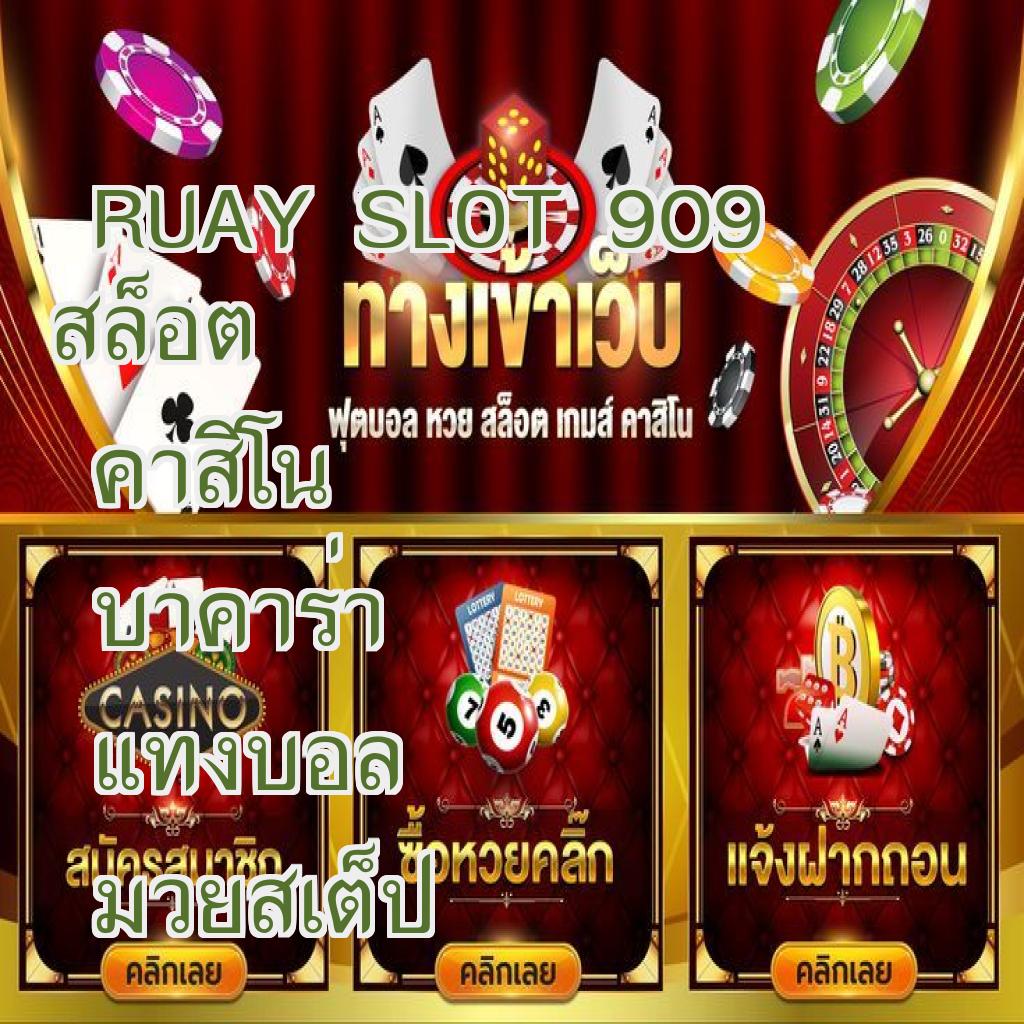 RUAY SLOT 909
ทางเข้าเว็บ
สล็อต
ฟุตบอล หวย สล็อต เกมส์ คาสิโน
คาสิโน
บาคาร่า
LOTTERY LOTTERY
CASINO
7 5 3
แทงบอล
สมัครสมาชิก ซื้อหวยคลิ๊ก แจ้งฝากถอน
มวยสเต็ป
คลิกเลย คลิกเลย คลิกเลย